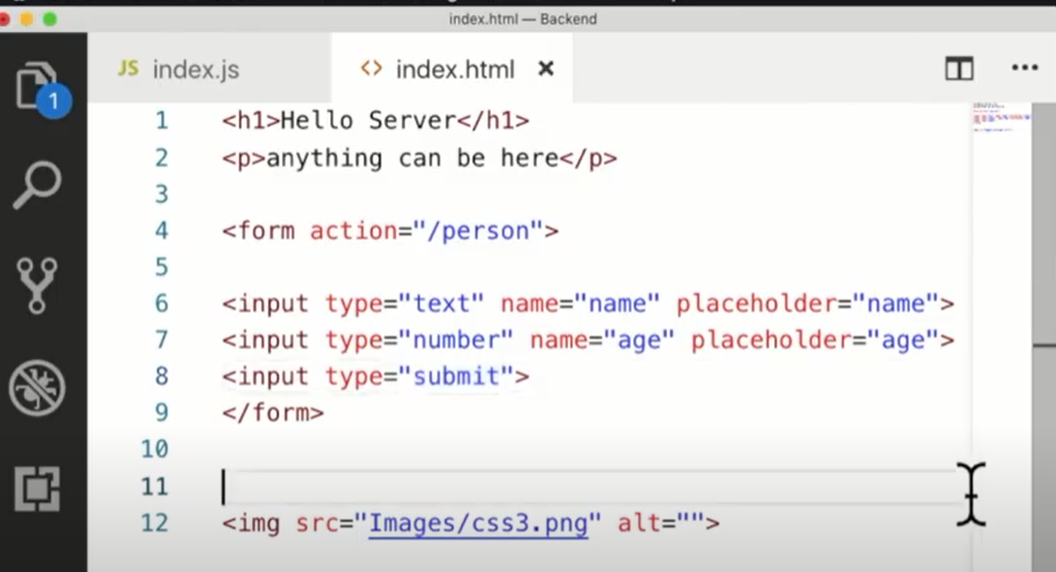 index.html — Backend
JS index.js <> index.html ×
1
1 <h1>Hello Server</h1>
2 <p>anything can be here</p>
3
4 <form action="/person">
5
6 <input type="text" name="name" placeholder="name">
7 <input type="number" name="age" placeholder="age">
8 <input type="submit">
9 </form>
10
11
12 <img src="Images/css3.png" alt="">